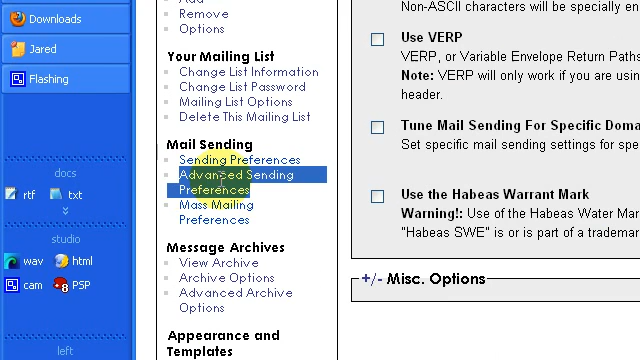 Downloads
Jared
Flashing
docs
rtf
txt
studio
wav
html
cam
PSP
left
Add
Remove
Options
Your Mailing List
Change List Information
Change List Password
Mailing List Options
Delete This Mailing List
Mail Sending
Sending Preferences
Advanced Sending
Preferences
Mass Mailing
Preferences
Message Archives
View Archive
Archive Options
Advanced Archive
Options
Appearance and
Templates
Non-ASCII characters will be specially en
Use VERP
VERP, or Variable Envelope Return Paths
Note: VERP will only work if you are usin
header.
Tune Mail Sending For Specific Doma
Set specific mail sending settings for spe
Use the Habeas Warrant Mark
Warning!: Use of the Habeas Water Mar
"Habeas SWE" is or is part of a trademar
+/- Misc. Options